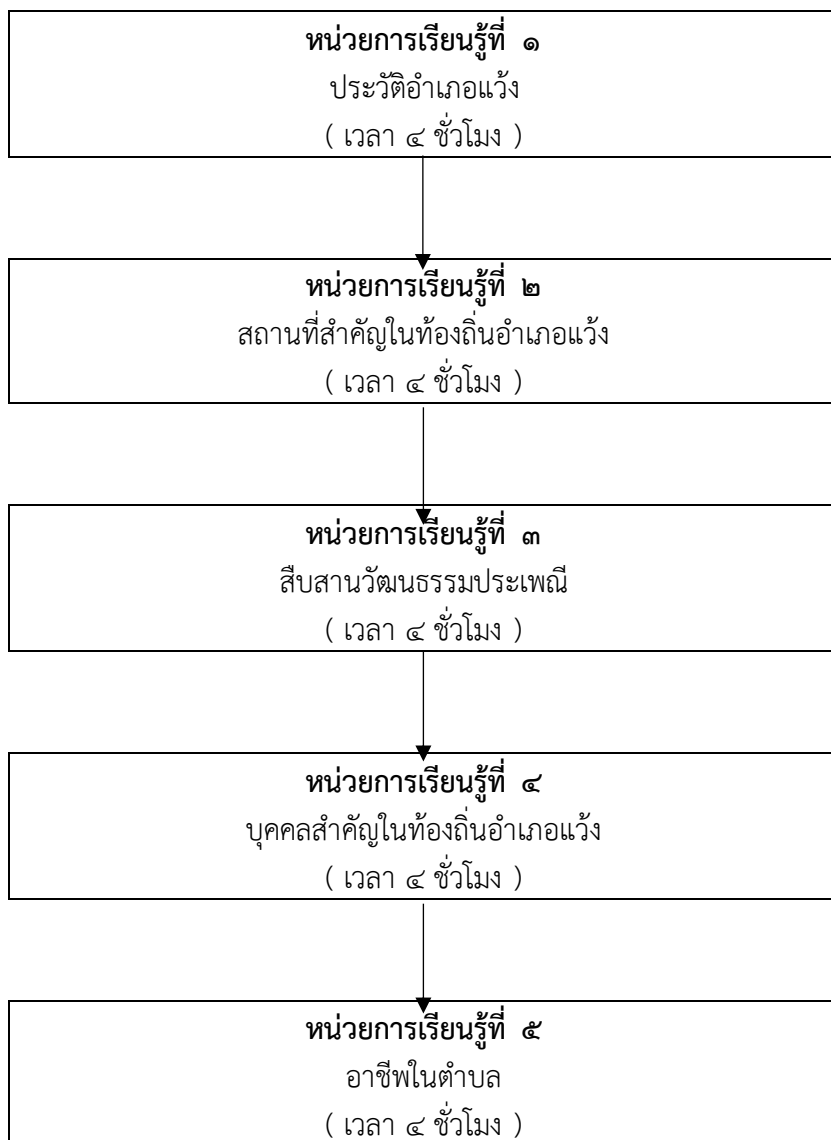 หน่วยการเรียนรู้ที่ ๑
ประวัติอำเภอแว้ง
( เวลา ๔ ชั่วโมง )
หน่วยการเรียนรู้ที่ ๒
สถานที่สำคัญในท้องถิ่นอำเภอแว้ง
( เวลา ๔ ชั่วโมง )
หน่วยการเรียนรู้ที่ ๓
สืบสานวัฒนธรรมประเพณี
( เวลา ๔ ชั่วโมง )
หน่วยการเรียนรู้ที่ ๔
บุคคลสำคัญในท้องถิ่นอำเภอแว้ง
( เวลา ๔ ชั่วโมง )
หน่วยการเรียนรู้ที่ ๕
อาชีพในตำบล
( เวลา ๔ ชั่วโมง )